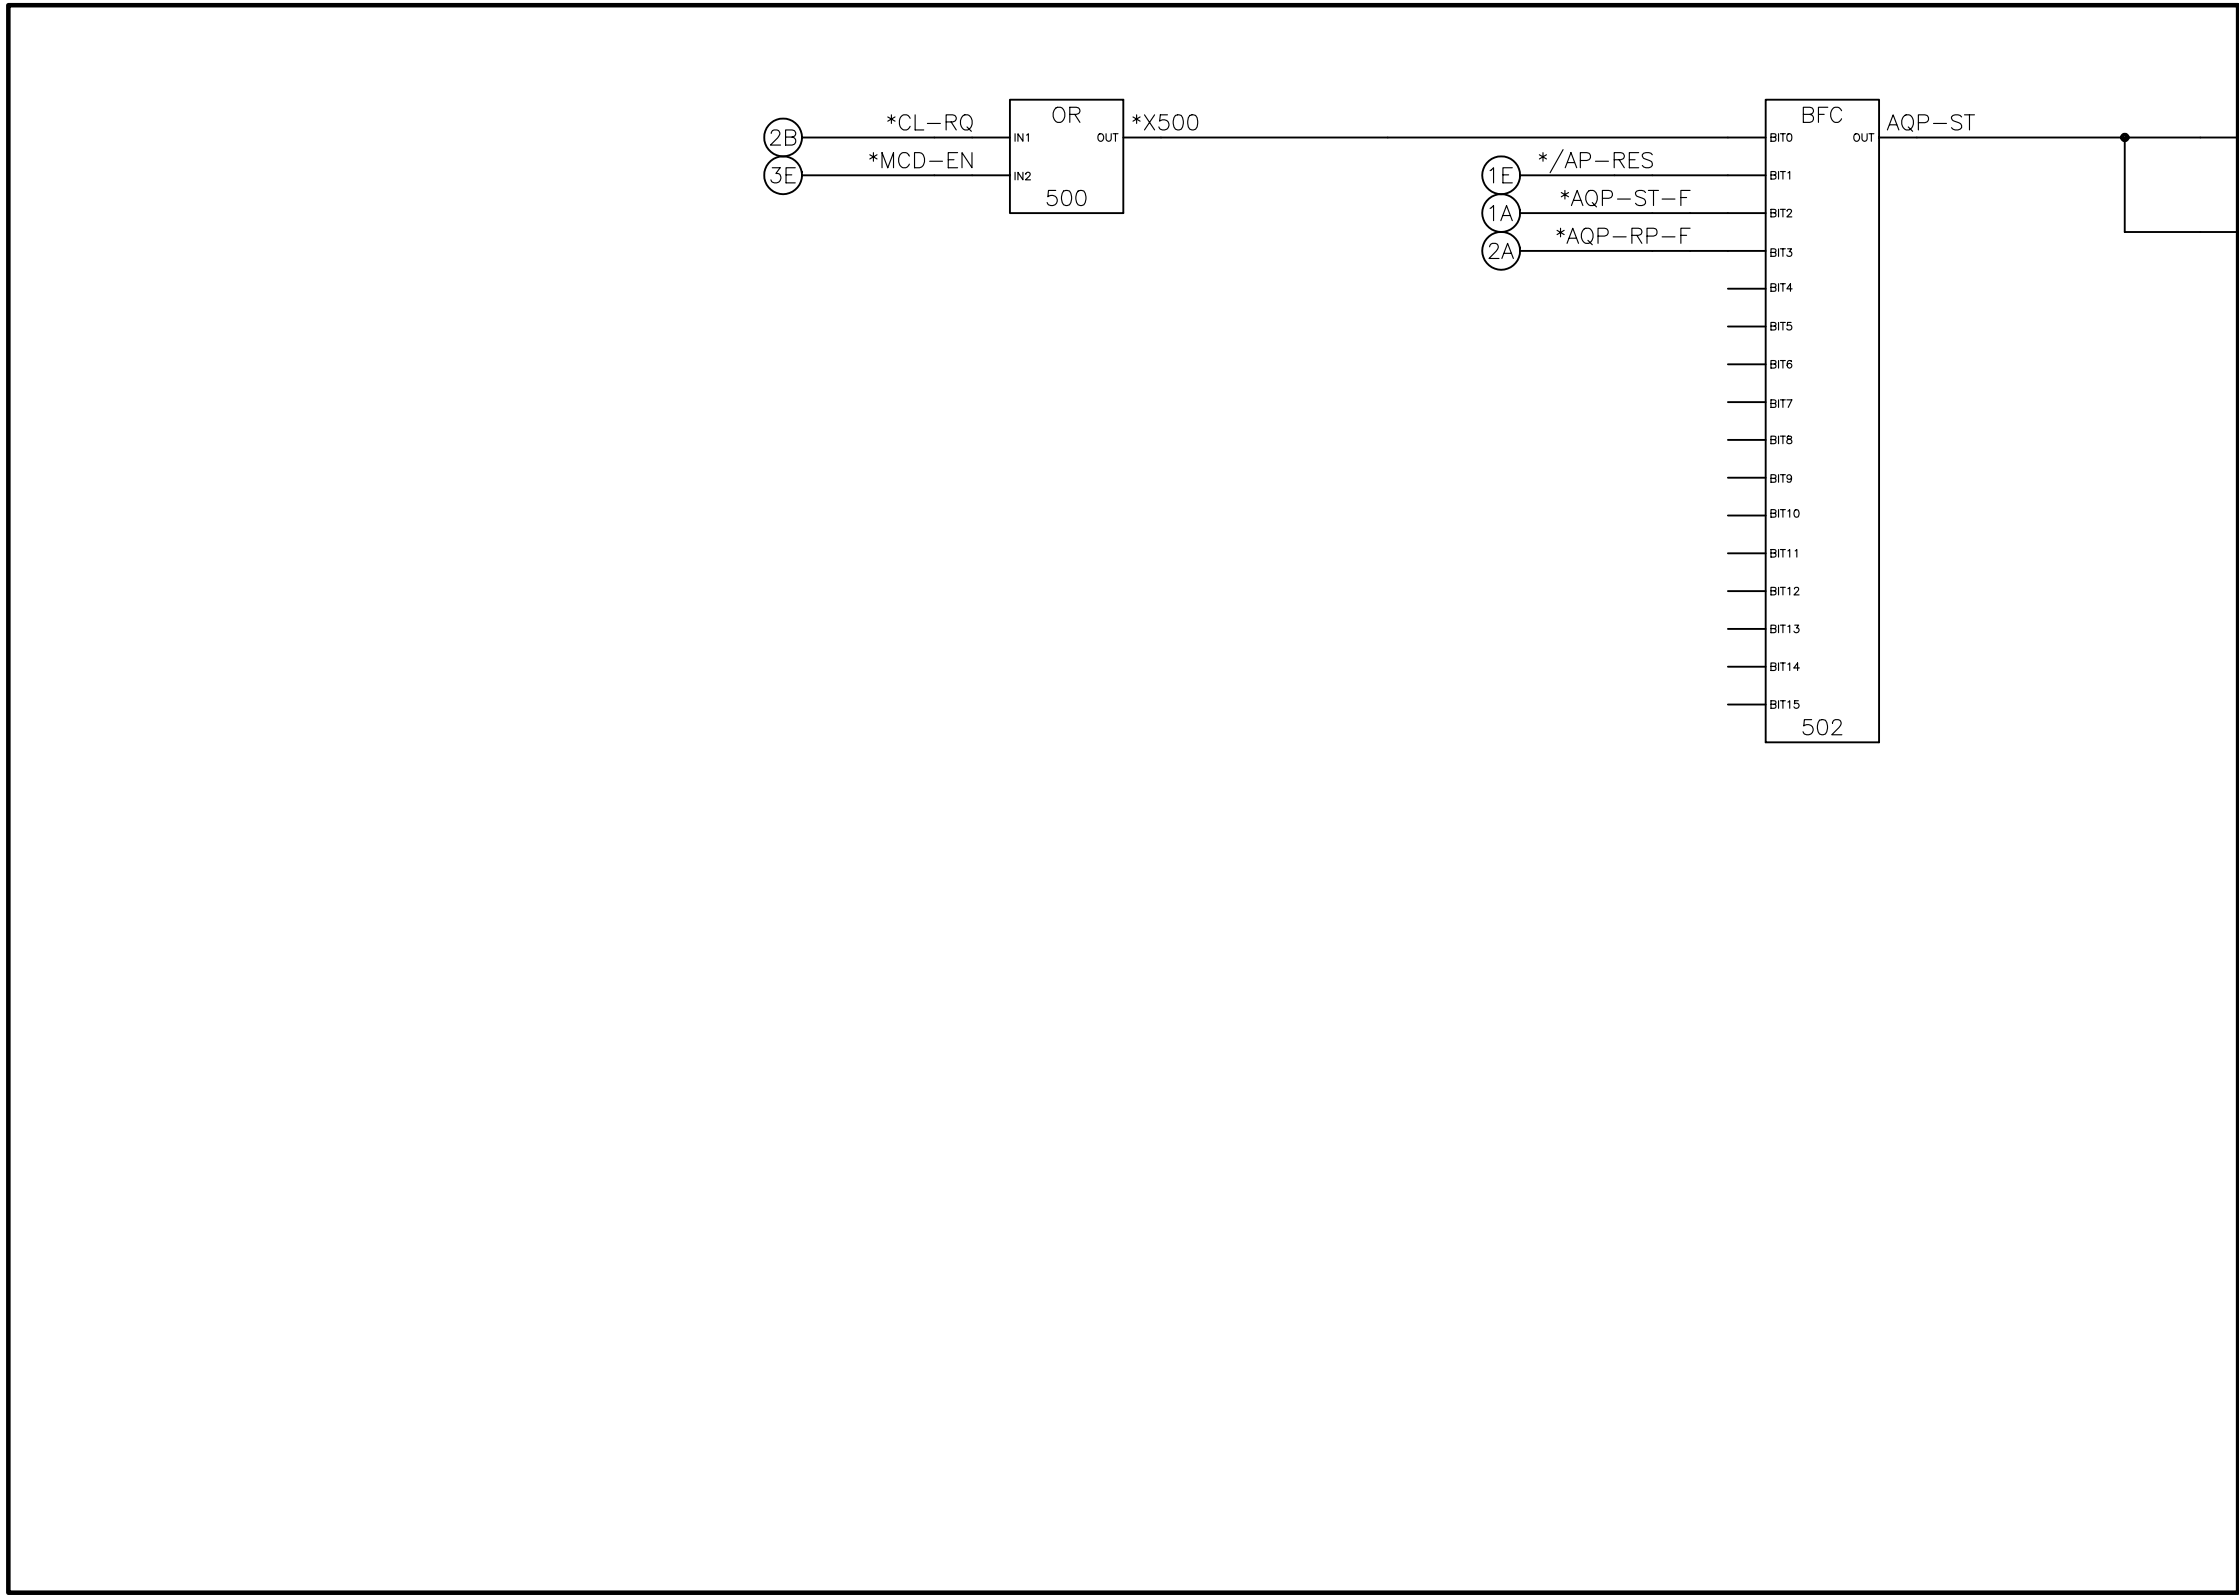 OR
BFC
*CL-RQ
*X500
AQP-ST
2B
IN1
OUT
BIT0
OUT
*MCD-EN
*/AP-RES
3E
IN2
1E
BIT1
500
*AQP-ST-F
1A
BIT2
*AQP-RP-F
2A
BIT3
BIT4
BIT5
BIT6
BIT7
BIT8
BIT9
BIT10
BIT11
BIT12
BIT13
BIT14
BIT15
502